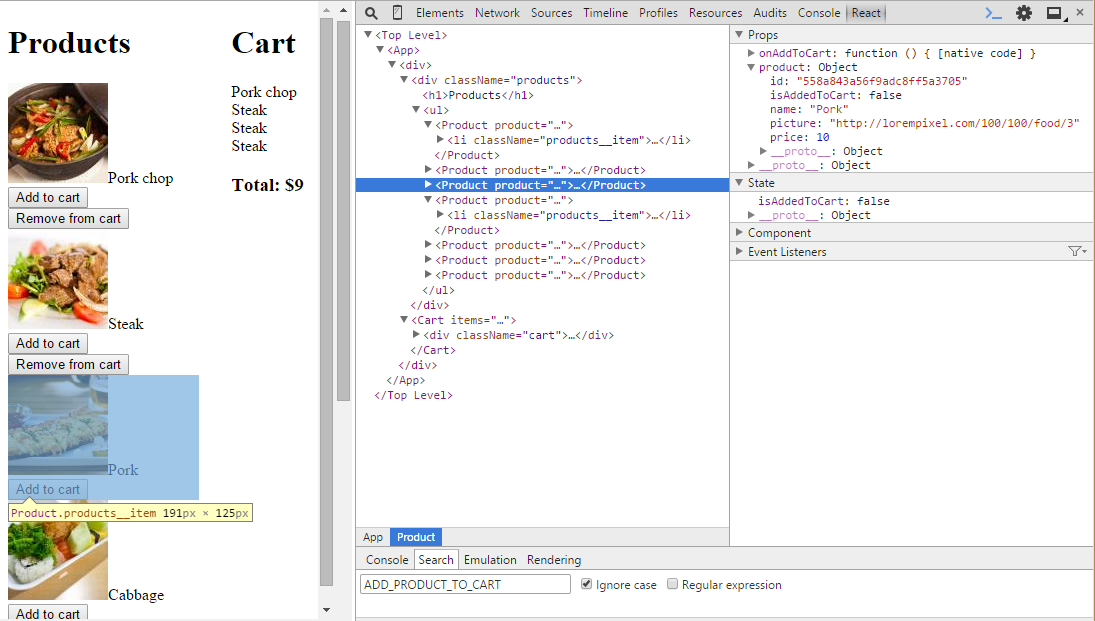 Products
Pork chop
Add to cart
Remove from cart
Steak
Add to cart
Remove from cart
Pork
Add to cart
Product.products__item 191px × 125px
Cabbage
Add to cart
Cart
Pork chop
Steak
Steak
Steak
Total: $9
Elements Network Sources Timeline Profiles Resources Audits Console React
<Top Level>
<App>
<div>
<div className="products">
<h1>Products</h1>
<ul>
<Product product="…">
<li className="products__item">…</li>
</Product>
<Product product="…">…</Product>
<Product product="…">…</Product>
<Product product="…">
<li className="products__item">…</li>
</Product>
<Product product="…">…</Product>
<Product product="…">…</Product>
<Product product="…">…</Product>
</ul>
</div>
<Cart items="…">
<div className="cart">…</div>
</Cart>
</div>
</App>
</Top Level>
App Product
Props
onAddToCart: function () { [native code] }
product: Object
id: "558a843a56f9adc8ff5a3705"
isAddedToCart: false
name: "Pork"
picture: "http://lorempixel.com/100/100/food/3"
price: 10
__proto__: Object
__proto__: Object
State
isAddedToCart: false
__proto__: Object
Component
Event Listeners
Console Search Emulation Rendering
ADD_PRODUCT_TO_CART Ignore case Regular expression